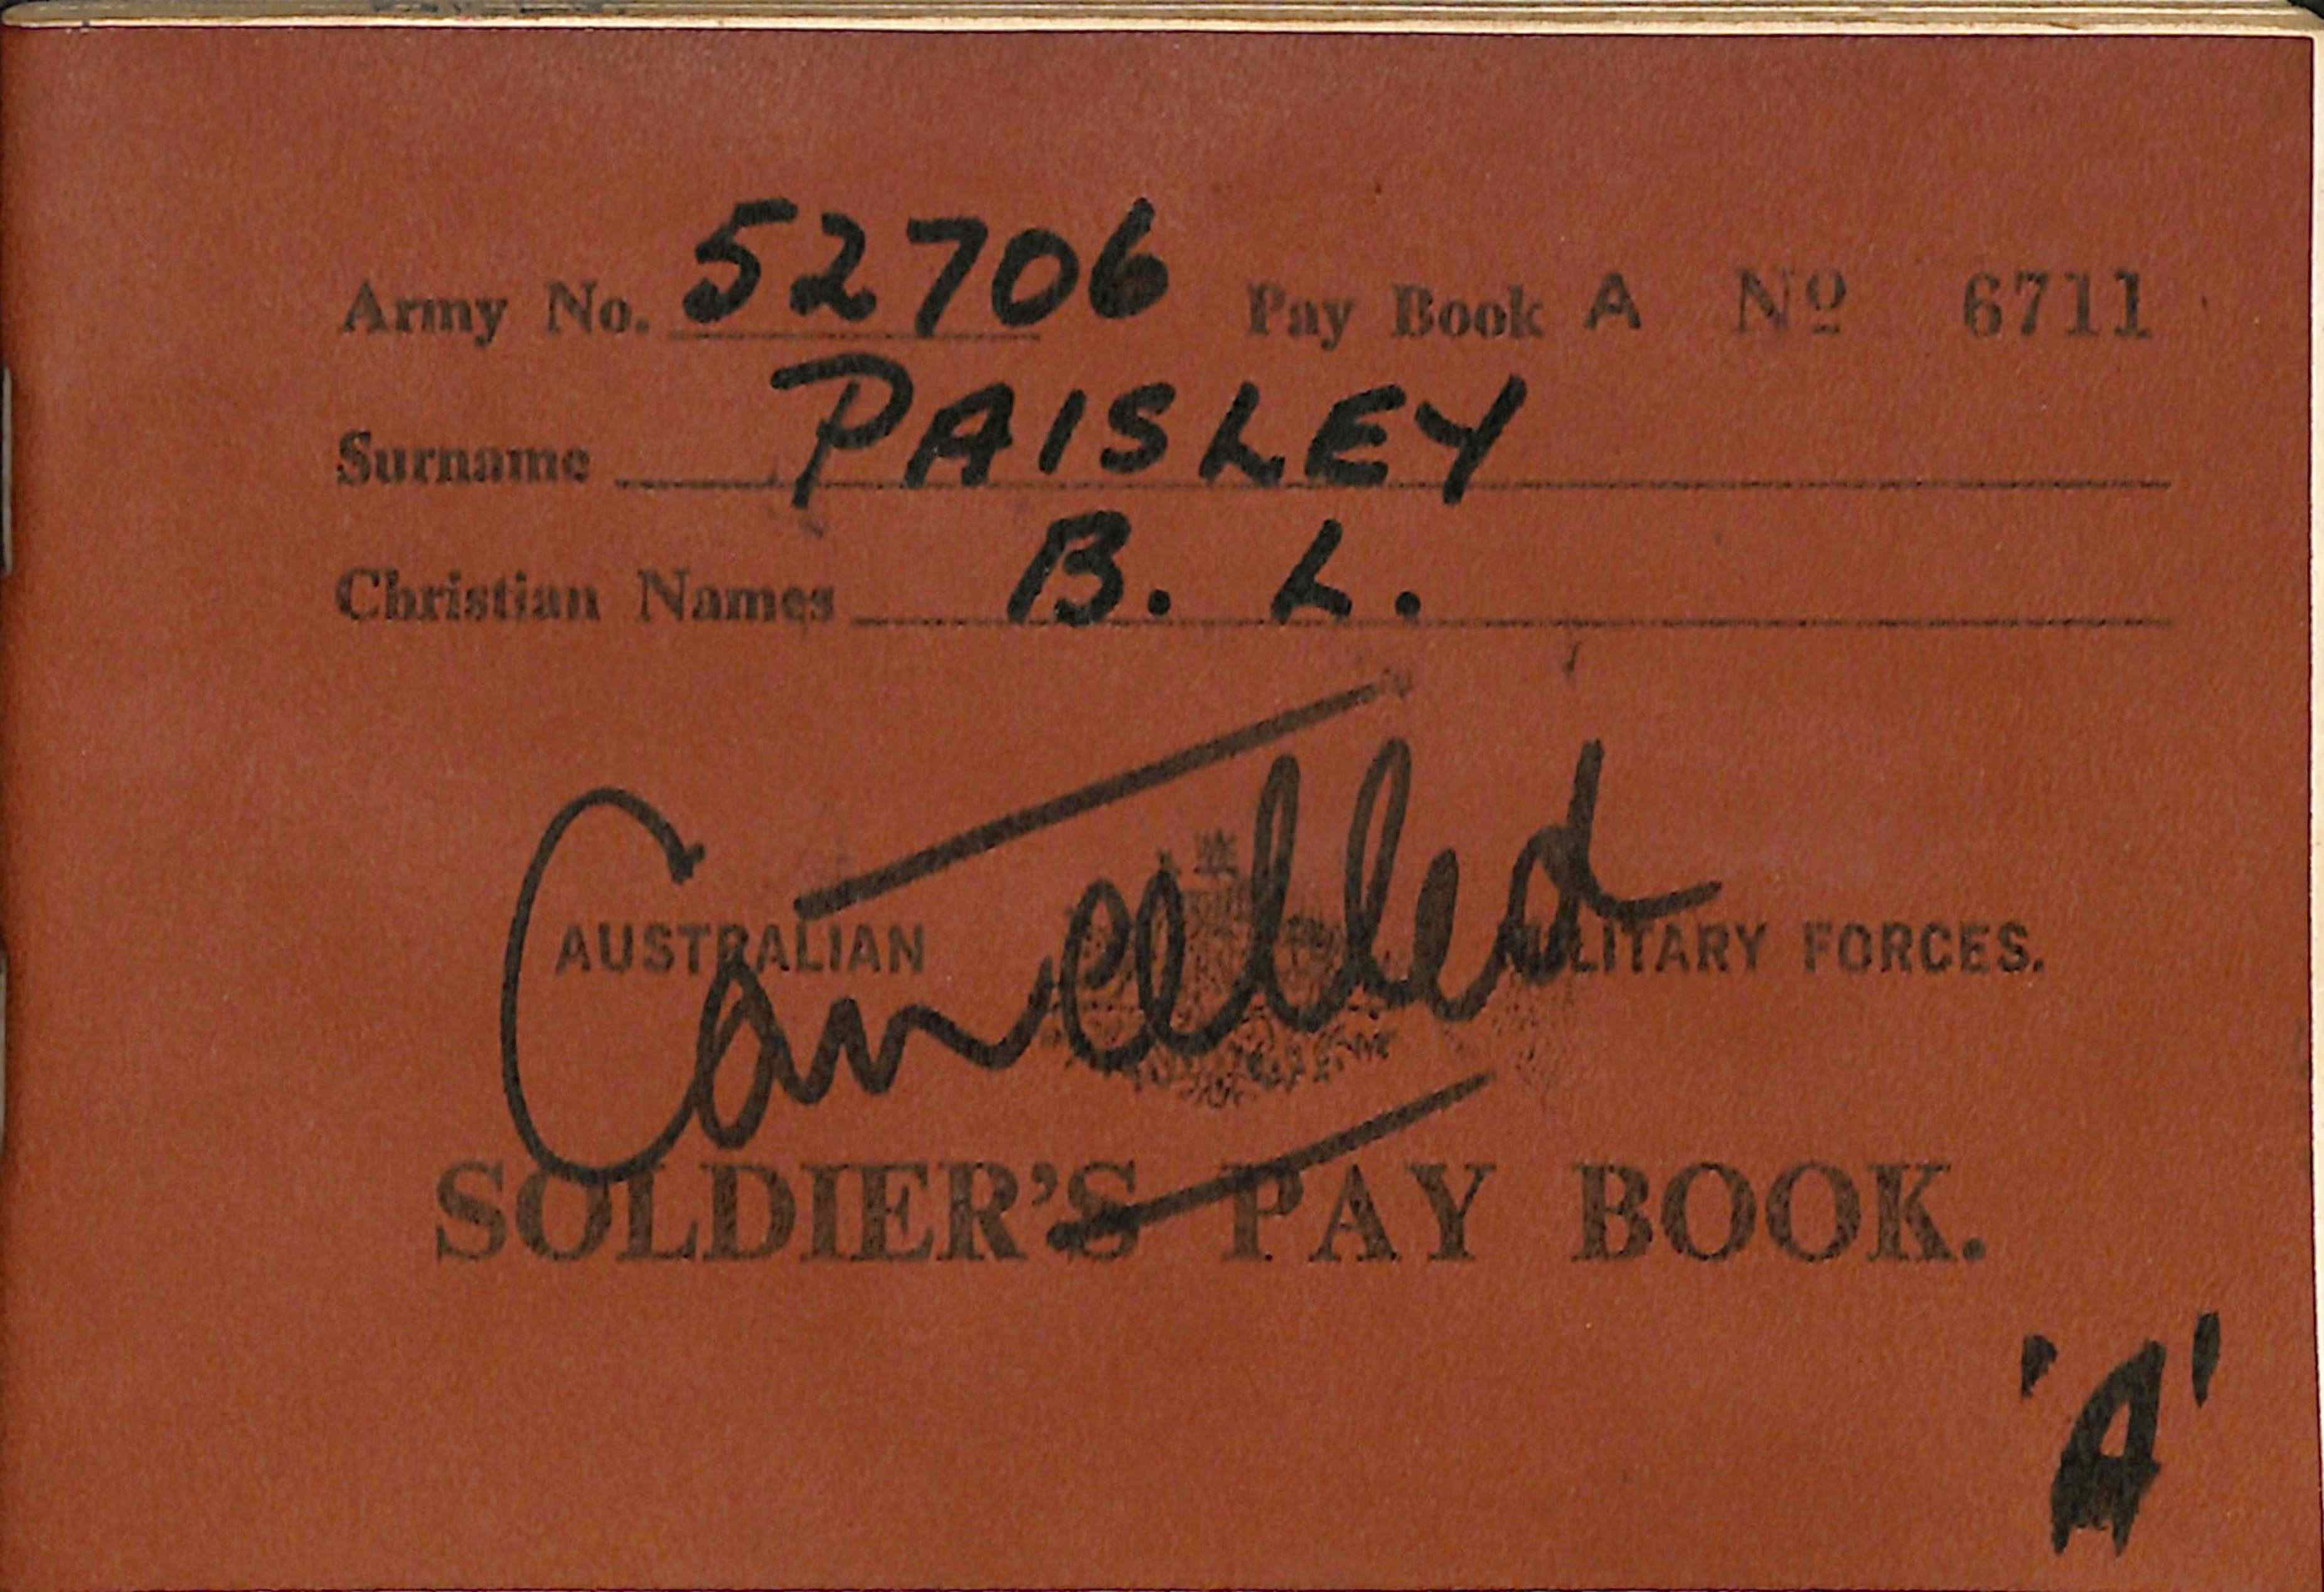 Army No. 52706 Pay Book A Nº 6711
Surname PAISLEY
Christian Names B. L.
Cancelled
AUSTRALIAN MILITARY FORCES.
SOLDIER'S PAY BOOK.
'A'